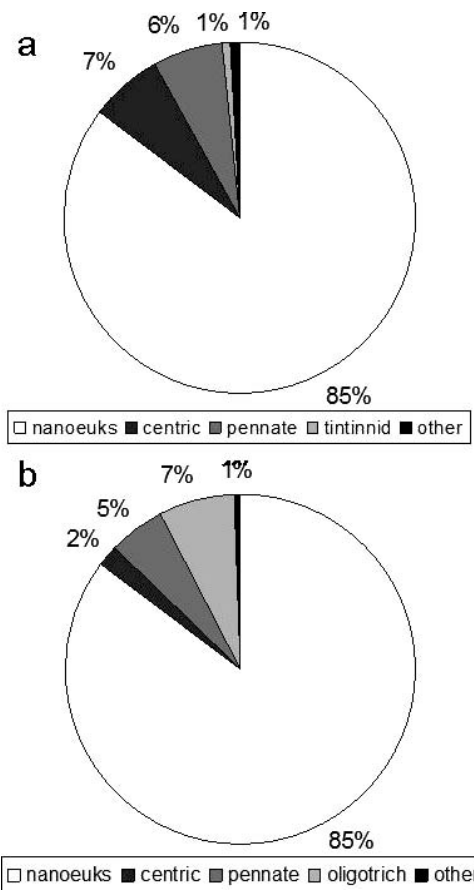 a
6% 1% 1%
7%
85%
nanoeuks centric pennate tintinnid other
b
7% 1%
5%
2%
85%
nanoeuks centric pennate oligotrich other